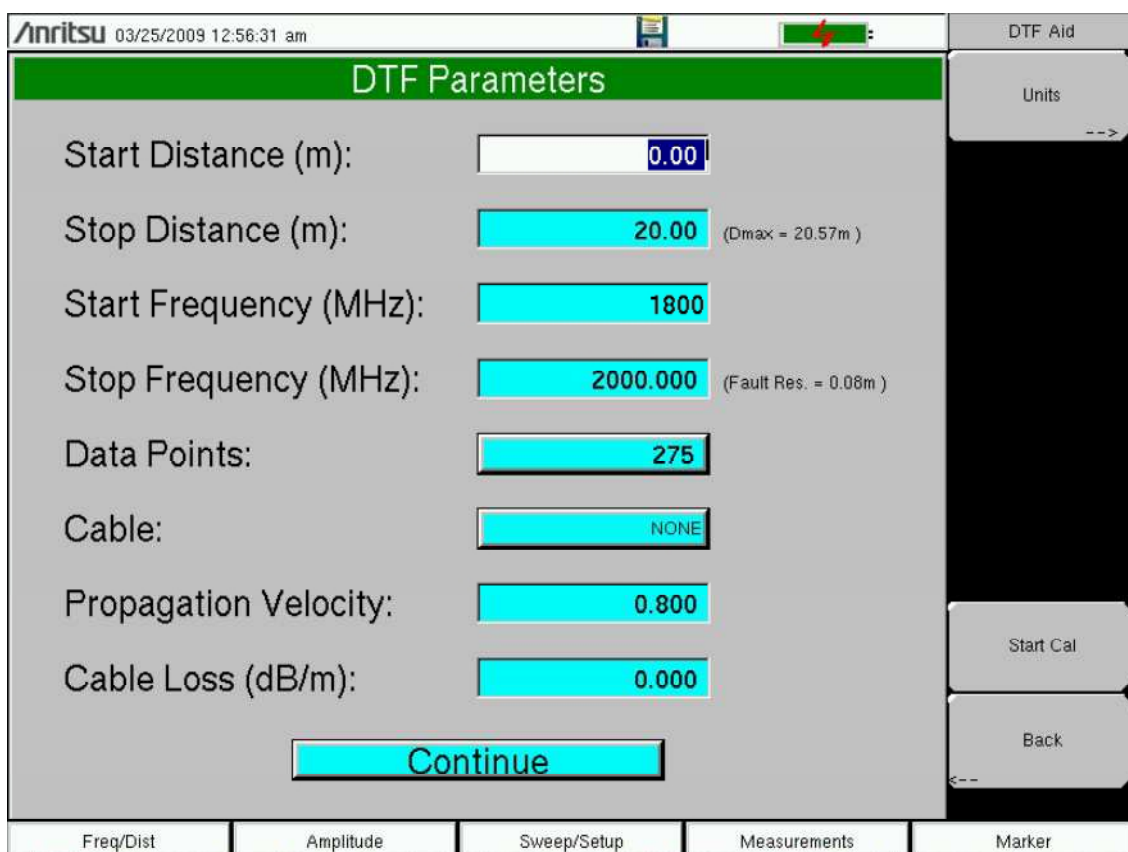 /Inritsu 03/25/2009 12:56:31 am
DTF Aid
DTF Parameters
Units
-->
Start Distance (m): 0.00
Stop Distance (m): 20.00 (Dmax = 20.57m )
Start Frequency (MHz): 1800
Stop Frequency (MHz): 2000.000 (Fault Res. = 0.08m )
Data Points: 275
Cable: NONE
Propagation Velocity: 0.800
Cable Loss (dB/m): 0.000
Start Cal
Continue
Back
<--
Freq/Dist Amplitude Sweep/Setup Measurements Marker